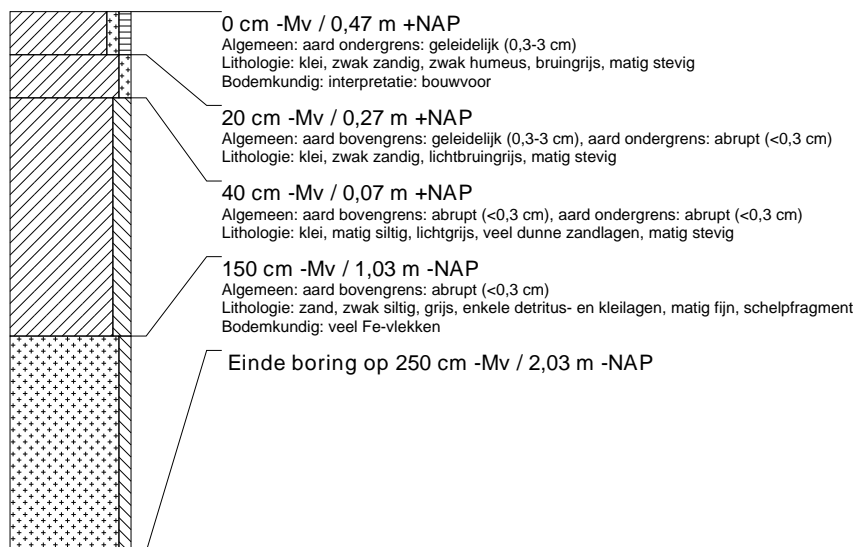 0 cm -Mv / 0,47 m +NAP
Algemeen: aard ondergrens: geleidelijk (0,3-3 cm)
Lithologie: klei, zwak zandig, zwak humeus, bruingrijs, matig stevig
Bodemkundig: interpretatie: bouwvoor
20 cm -Mv / 0,27 m +NAP
Algemeen: aard bovengrens: geleidelijk (0,3-3 cm), aard ondergrens: abrupt (<0,3 cm)
Lithologie: klei, zwak zandig, lichtbruingrijs, matig stevig
40 cm -Mv / 0,07 m +NAP
Algemeen: aard bovengrens: abrupt (<0,3 cm), aard ondergrens: abrupt (<0,3 cm)
Lithologie: klei, matig siltig, lichtgrijs, veel dunne zandlagen, matig stevig
150 cm -Mv / 1,03 m -NAP
Algemeen: aard bovengrens: abrupt (<0,3 cm)
Lithologie: zand, zwak siltig, grijs, enkele detritus- en kleilagen, matig fijn, schelpfragment
Bodemkundig: veel Fe-vlekken
Einde boring op 250 cm -Mv / 2,03 m -NAP